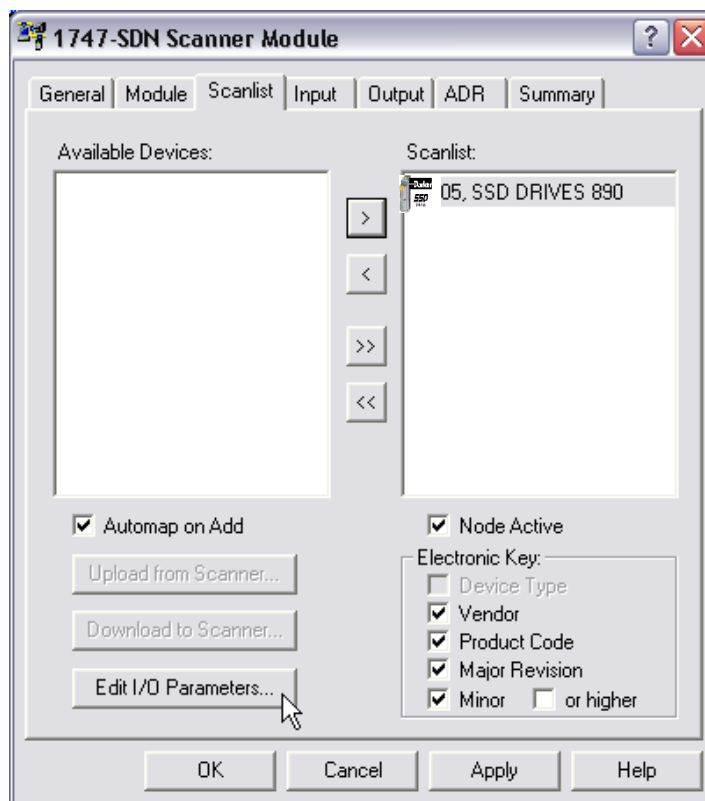 1747-SDN Scanner Module
?
General Module Scanlist Input Output ADR Summary
Available Devices:
Scanlist:
Parker
SSD
05, SSD DRIVES 890
>
<
>>
<<
Automap on Add
Node Active
Upload from Scanner...
Electronic Key:
Device Type
Vendor
Download to Scanner...
Product Code
Major Revision
Edit I/O Parameters...
Minor or higher
OK Cancel Apply Help